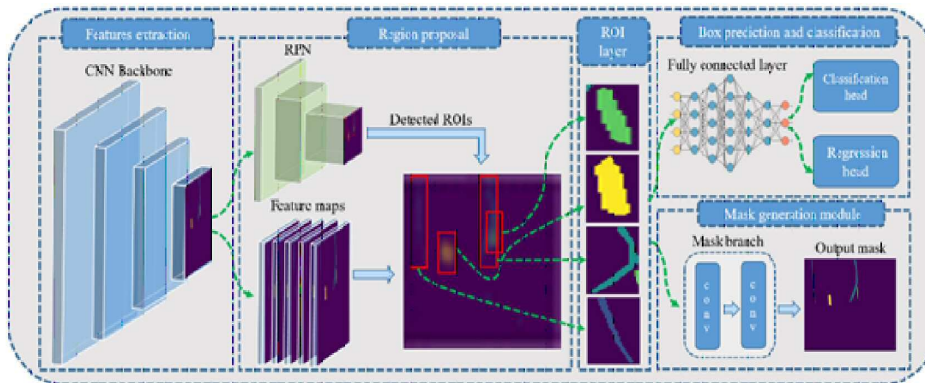 Features extraction
CNN Backbone
Region proposal
RPN
Detected ROIs
Feature maps
ROI
layer
Box prediction and classification
Fully connected layer
Classification
head
Regression
head
Mask generation module
Mask branch
Output mask
conv
conv